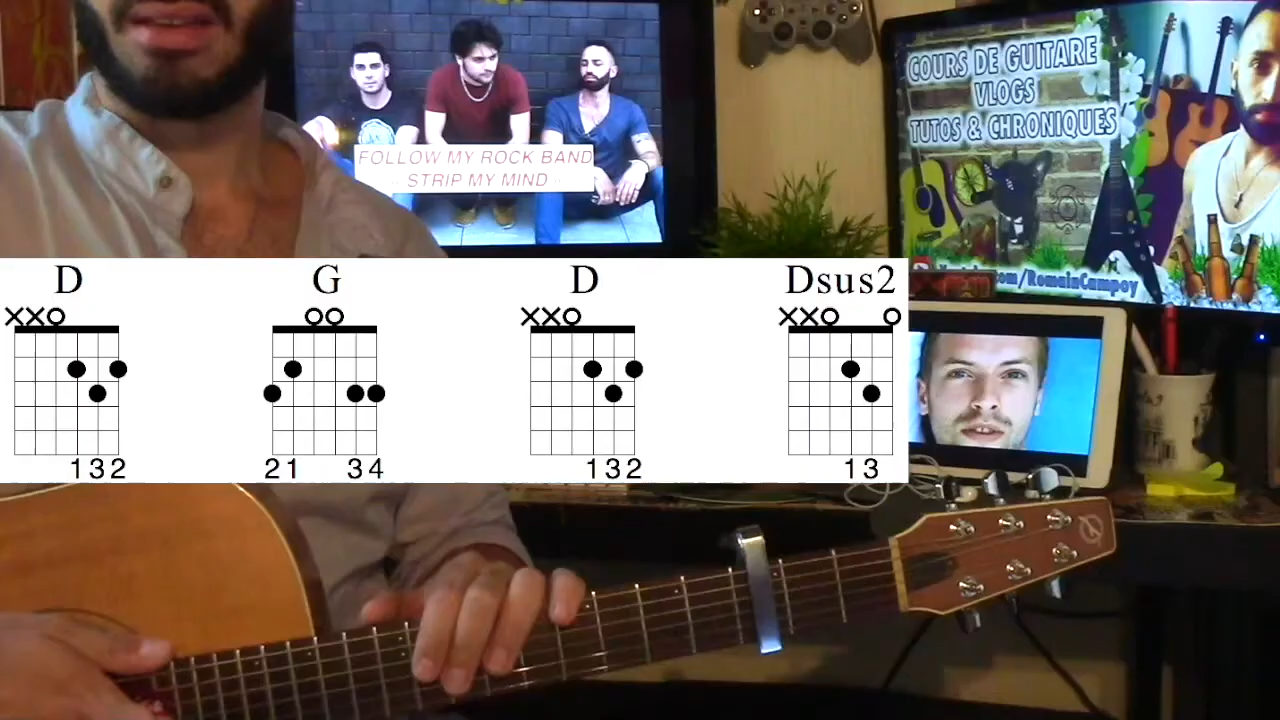 COURS DE GUITARE
VLOGS
TUTOS & CHRONIQUES
FOLLOW MY ROCK BAND
STRIP MY MIND
D G D Dsus2
××○ ○○ ××○ ××○ ○
132 21 34 132 13
.com/RomainCampoy